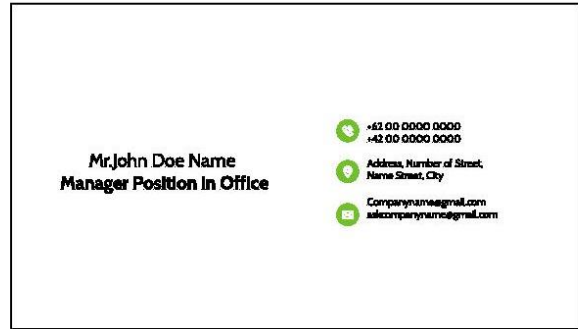 Mr.John Doe Name
Manager Position in Office
+62 00 0000 0000
+42 00 0000 0000
Address, Number of Street,
Name Street, City
Companyname@gmail.com
askcompanyname@gmail.com